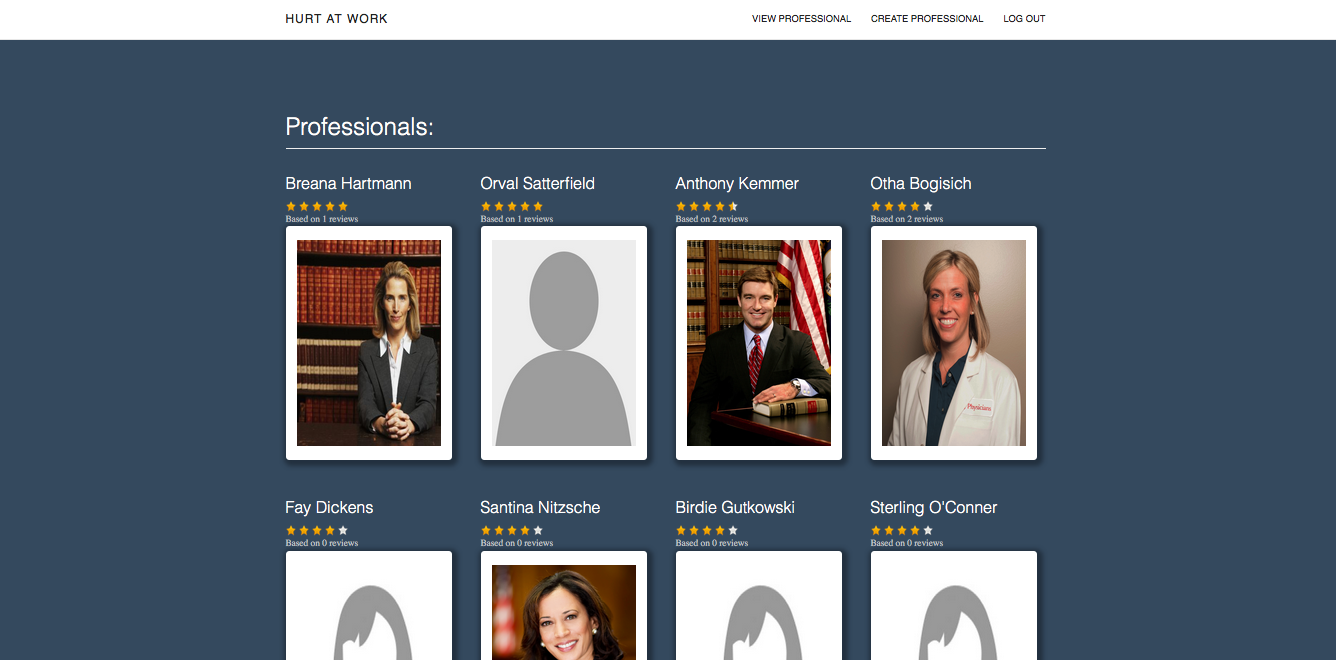 HURT AT WORK
VIEW PROFESSIONAL CREATE PROFESSIONAL LOG OUT
Professionals:
Breana Hartmann
Based on 1 reviews
Orval Satterfield
Based on 1 reviews
Anthony Kemmer
Based on 2 reviews
Otha Bogisich
Based on 2 reviews
Physicians
Fay Dickens
Based on 0 reviews
Santina Nitzsche
Based on 0 reviews
Birdie Gutkowski
Based on 0 reviews
Sterling O'Conner
Based on 0 reviews